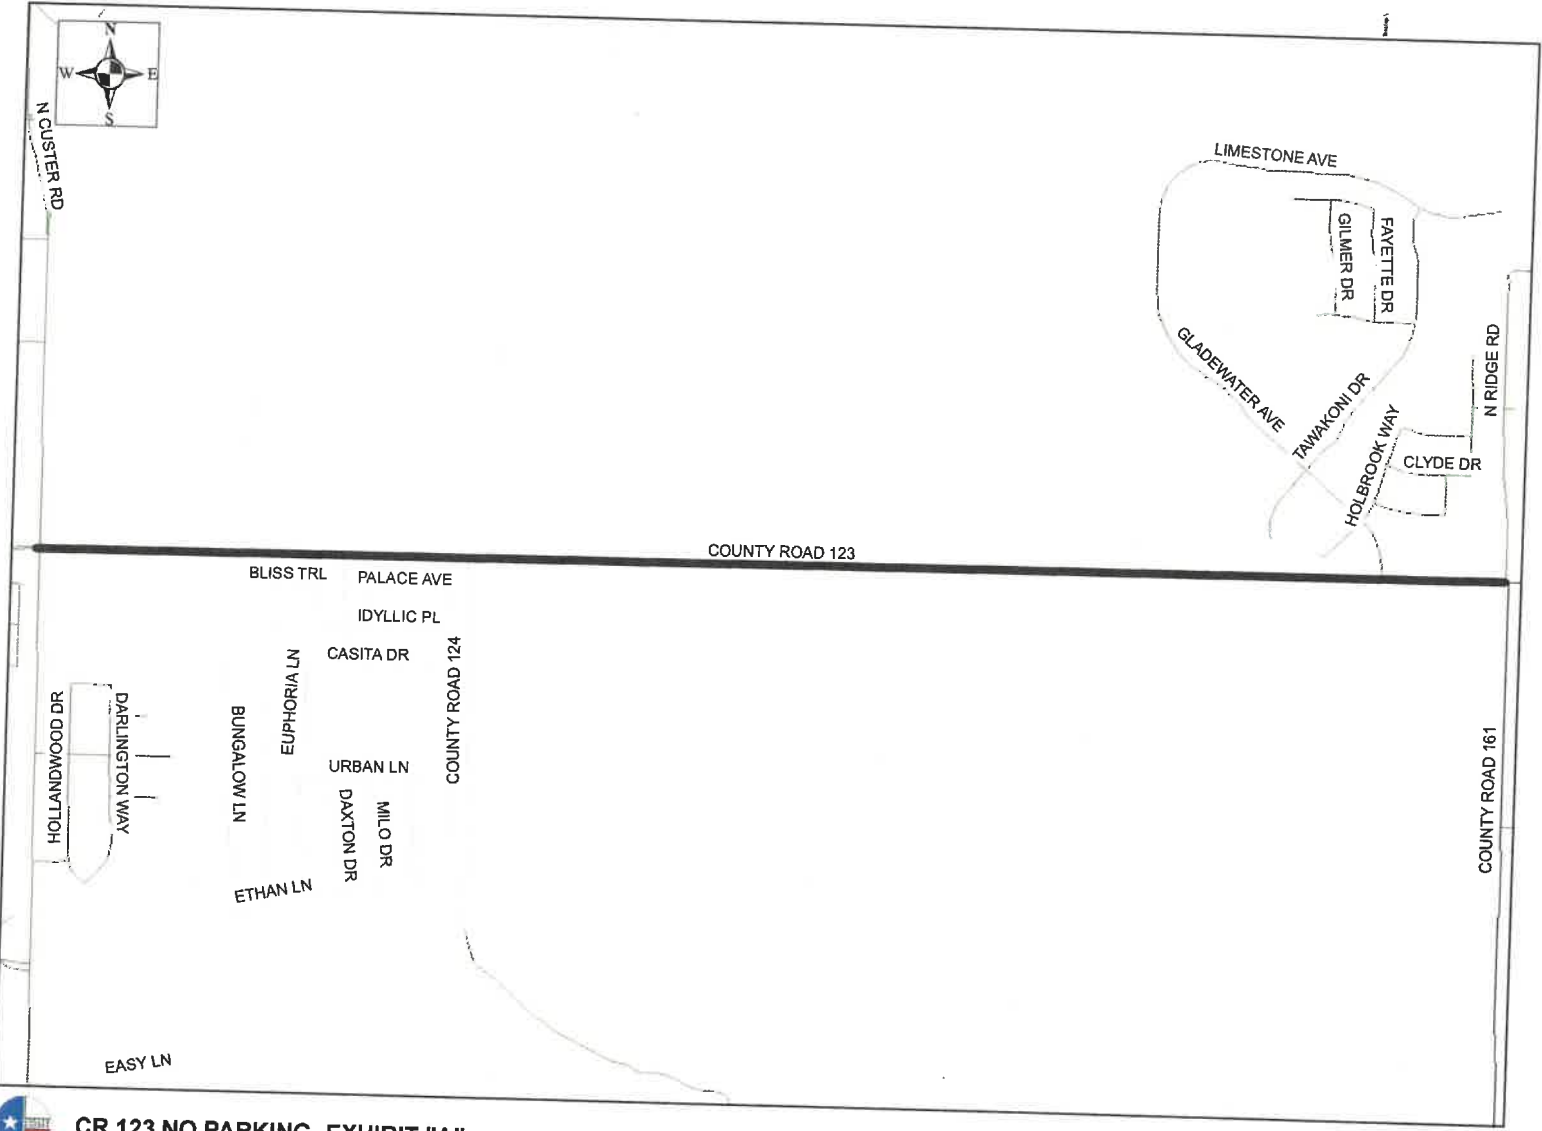 N
W E
S
N CUSTER RD
LIMESTONE AVE
GILMER DR
FAYETTE DR
GLADEWATER AVE
TAWAKONI DR
HOLBROOK WAY
CLYDE DR
N RIDGE RD
COUNTY ROAD 123
BLISS TRL
PALACE AVE
IDYLLIC PL
CASITA DR
EUPHORIA LN
COUNTY ROAD 124
HOLLANDWOOD DR
DARLINGTON WAY
BUNGALOW LN
URBAN LN
DAXTON DR
MILO DR
ETHAN LN
COUNTY ROAD 161
EASY LN
CR 123 NO PARKING EXHIBIT "A"